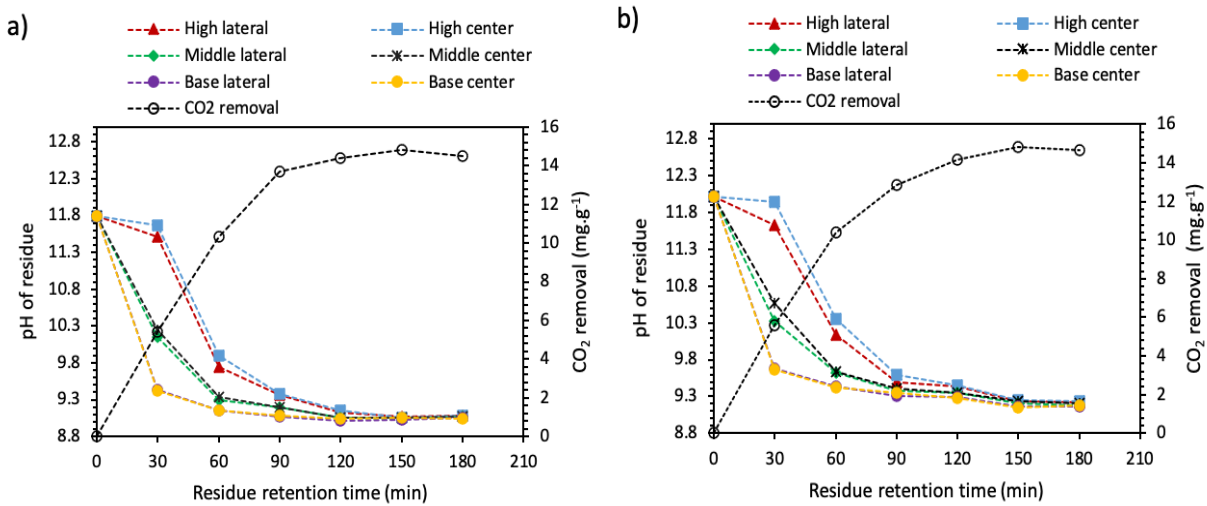 a)
High lateral
High center
Middle lateral
Middle center
Base lateral
Base center
CO2 removal
12.8
12.3
11.8
11.3
10.8
10.3
9.8
9.3
8.8
pH of residue
16
14
12
10
8
6
4
2
0
CO₂ removal (mg.g⁻¹)
0 30 60 90 120 150 180 210
Residue retention time (min)
b)
High lateral
High center
Middle lateral
Middle center
Base lateral
Base center
CO2 removal
12.8
12.3
11.8
11.3
10.8
10.3
9.8
9.3
8.8
pH of residue
16
14
12
10
8
6
4
2
0
CO₂ removal (mg.g⁻¹)
0 30 60 90 120 150 180 210
Residue retention time (min)